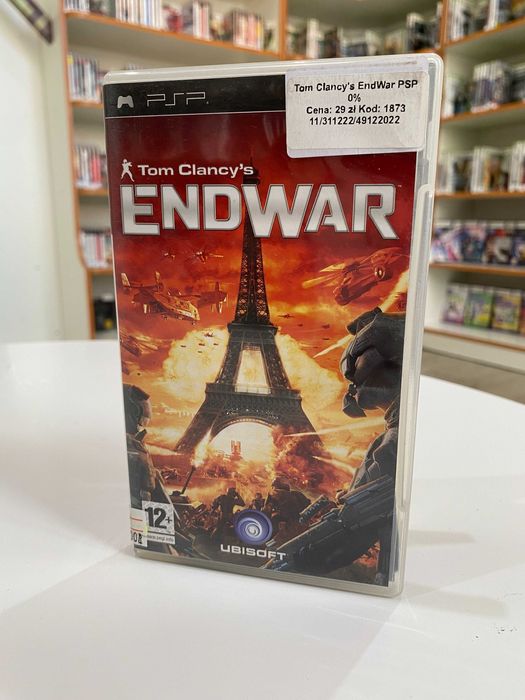 PSP
Tom Clancy's EndWar PSP
0%
Cena: 29 zł Kod: 1873
11/311222/49122022
Tom Clancy's
ENDWAR™
12+
www.pegi.info
UBISOFT